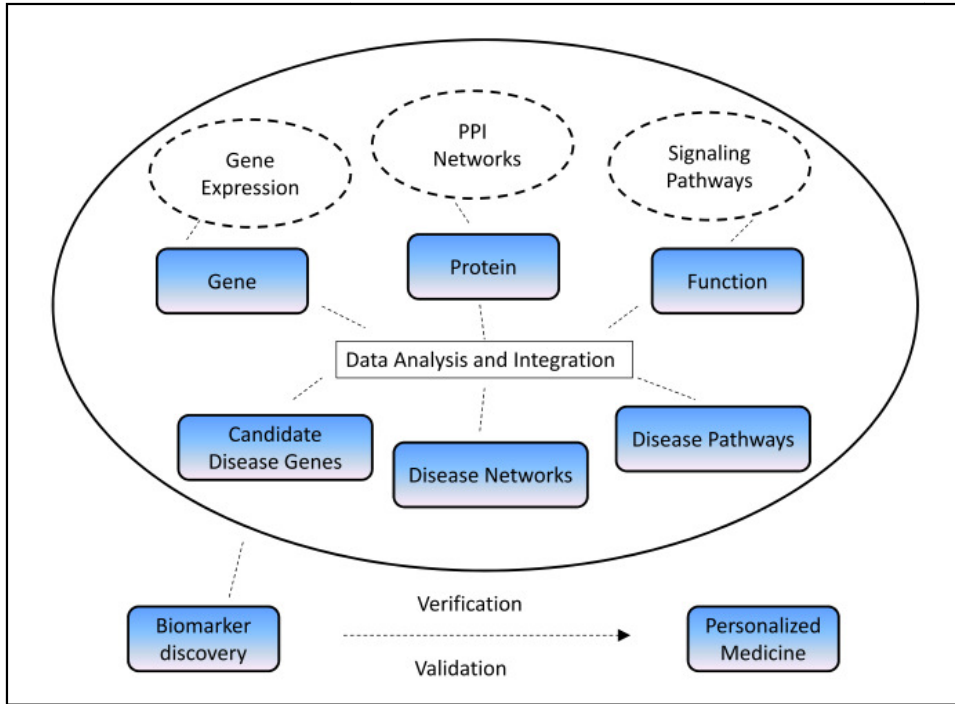 PPI
Networks
Gene
Expression
Signaling
Pathways
Gene
Protein
Function
Data Analysis and Integration
Candidate
Disease Genes
Disease Networks
Disease Pathways
Verification
Biomarker
discovery
Personalized
Medicine
Validation